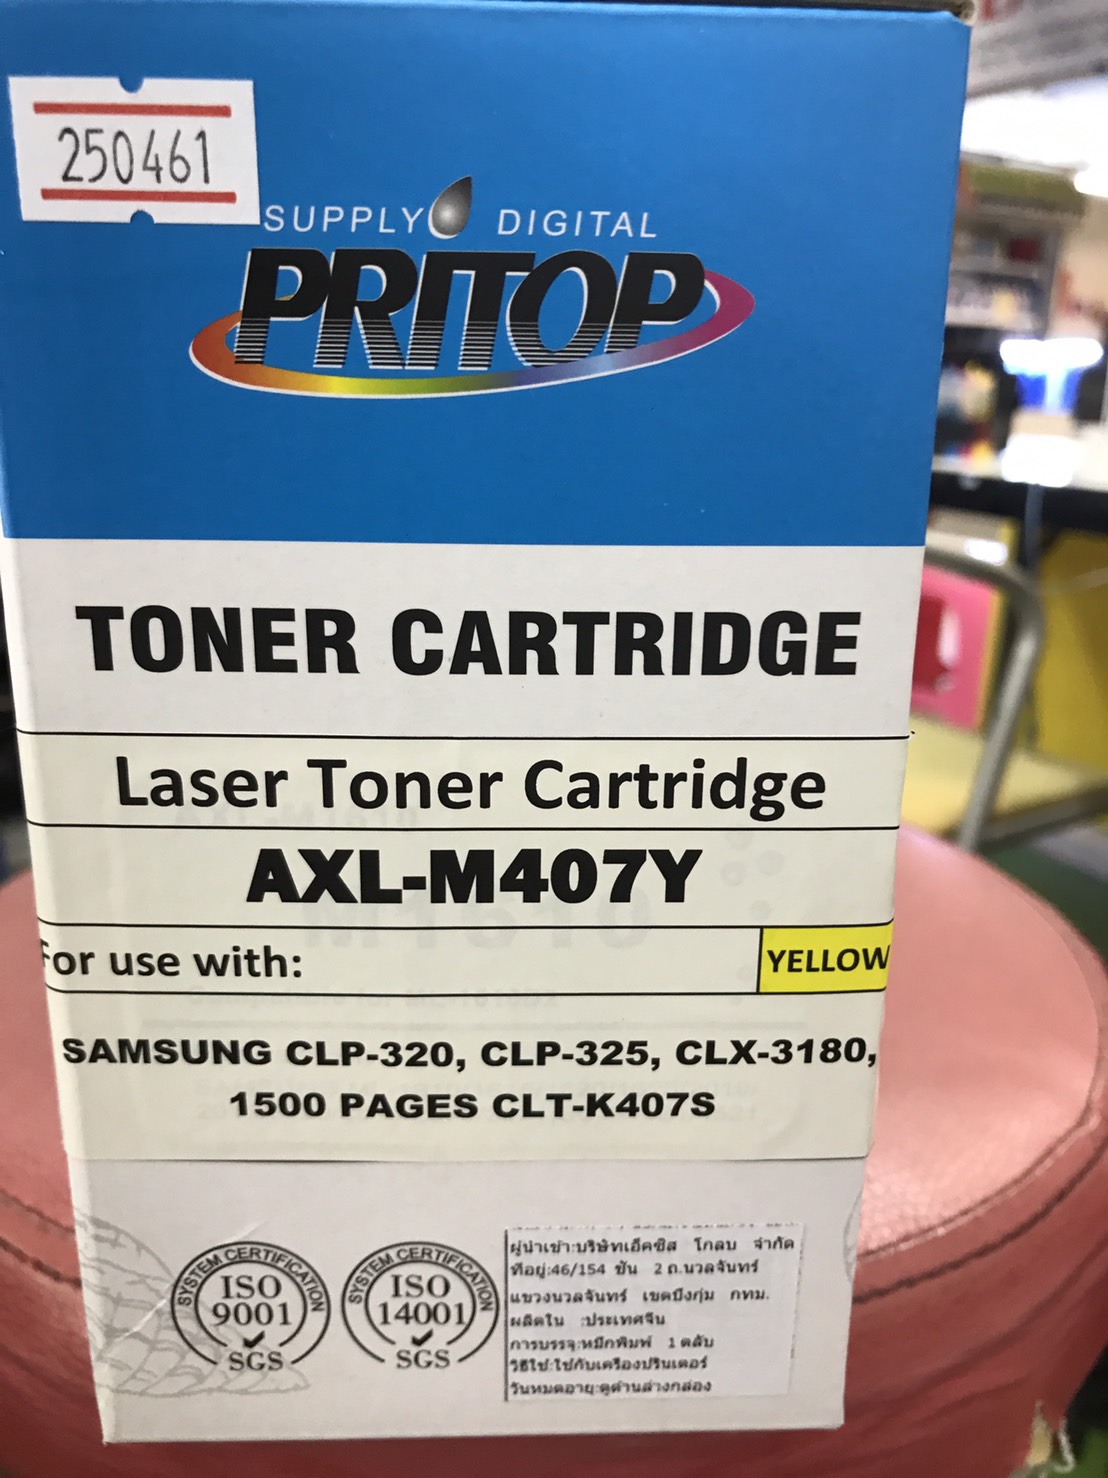 250461
SUPPLY DIGITAL
PRITOP
TONER CARTRIDGE
Laser Toner Cartridge
AXL-M407Y
For use with:
YELLOW
SAMSUNG CLP-320, CLP-325, CLX-3180,
1500 PAGES CLT-K407S
SYSTEM CERTIFICATION
ISO
9001
SGS
SYSTEM CERTIFICATION
ISO
14001
SGS
ผู้นำเข้า:บริษัทเอ็คซิส โกลบ จำกัด
ที่อยู่:46/154 ชั้น 2 ถ.นวลจันทร์
แขวงนวลจันทร์ เขตบึงกุ่ม กทม.
ผลิตใน :ประเทศจีน
การบรรจุ:หมึกพิมพ์ 1 ตลับ
วิธีใช้:ใช้กับเครื่องปริ้นเตอร์
วันหมดอายุ:ดูด้านล่างกล่อง